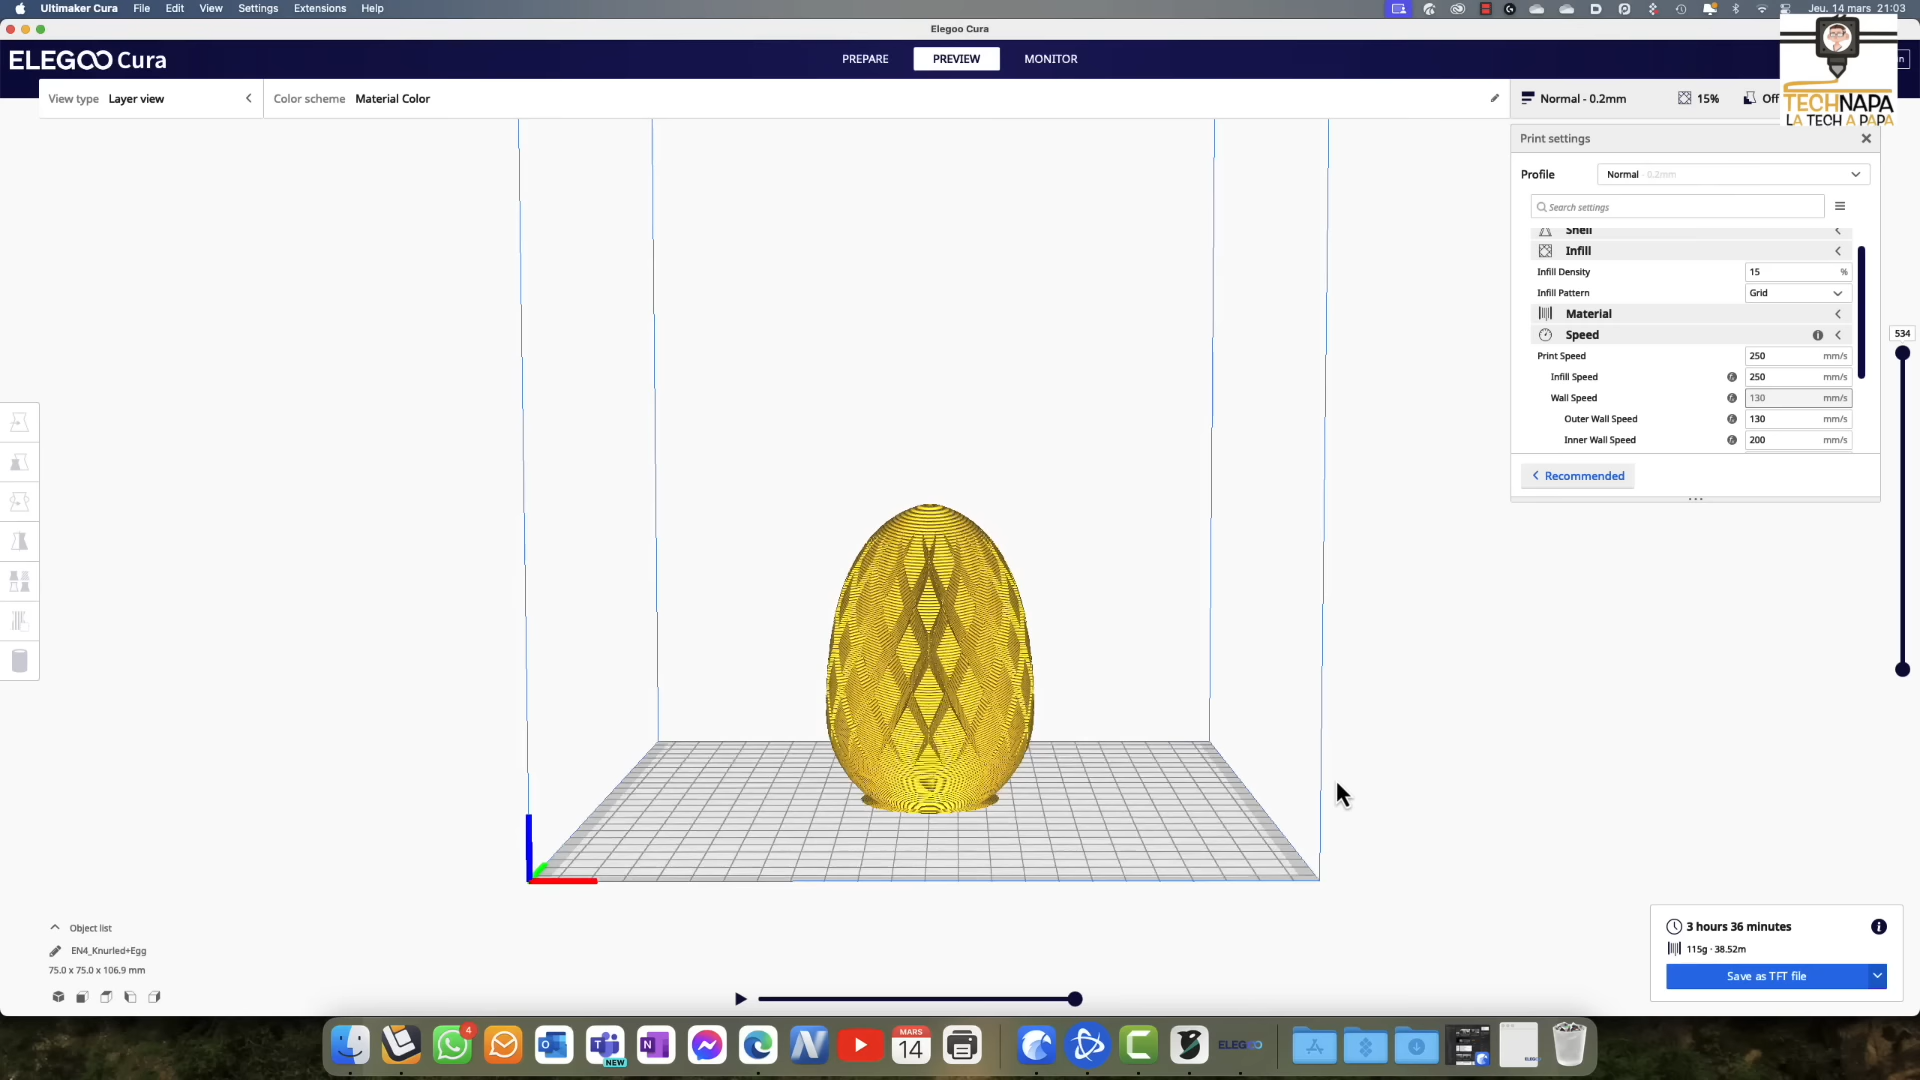 Ultimaker Cura File Edit View Settings Extensions Help Jeu. 14 mars 21:03
Elegoo Cura
ELEGOO Cura PREPARE PREVIEW MONITOR
View type Layer view Color scheme Material Color Normal - 0.2mm 15% Off
TECHNAPA
LA TECH A PAPA
Print settings
Profile Normal - 0.2mm
Search settings
Shell
Infill
Infill Density 15 %
Infill Pattern Grid
Material
Speed
Print Speed 250 mm/s
Infill Speed 250 mm/s
Wall Speed 130 mm/s
Outer Wall Speed 130 mm/s
Inner Wall Speed 200 mm/s
Recommended
534
Object list
EN4_Knurled+Egg
75.0 x 75.0 x 106.9 mm
3 hours 36 minutes
115g · 38.52m
Save as TFT file
4
MARS
14
NEW
ELEGOO